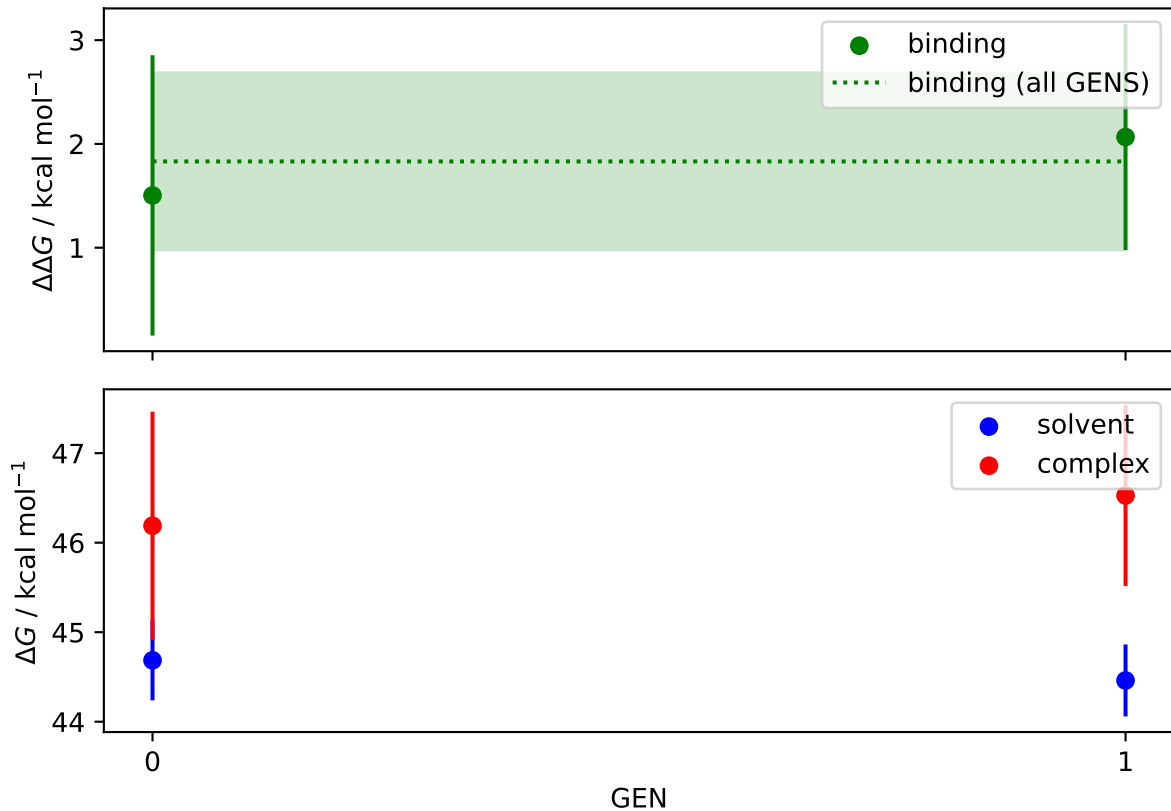 3
2
1
ΔΔG / kcal mol⁻¹
binding
binding (all GENS)
47
46
45
44
ΔG / kcal mol⁻¹
solvent
complex
0
1
GEN